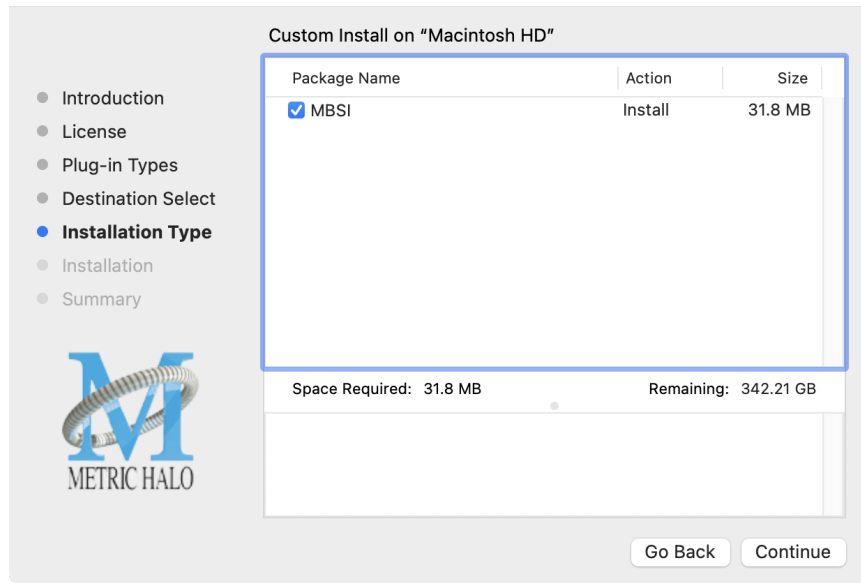 Custom Install on “Macintosh HD”
Introduction
License
Plug-in Types
Destination Select
Installation Type
Installation
Summary
METRIC HALO
Package Name Action Size
MBSI Install 31.8 MB
Space Required: 31.8 MB Remaining: 342.21 GB
Go Back Continue